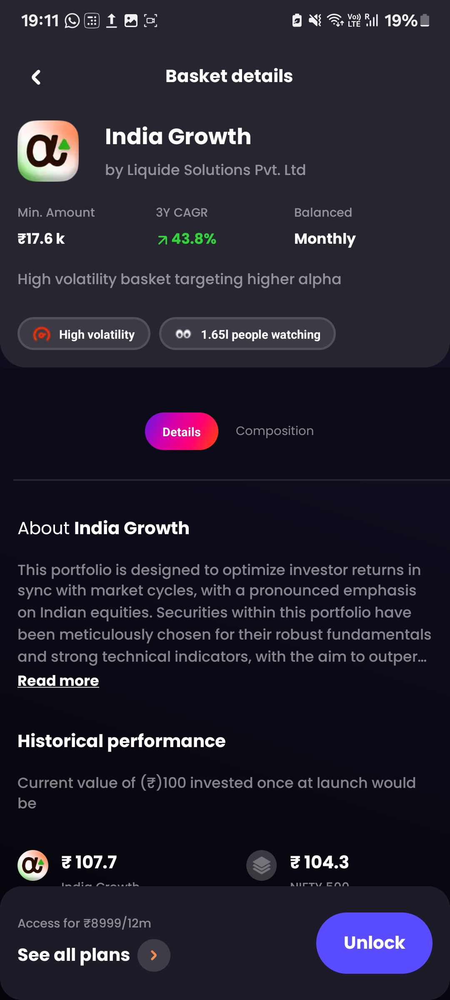 19:11
Vo)) LTE R 19%
Basket details
India Growth
by Liquide Solutions Pvt. Ltd
Min. Amount 3Y CAGR Balanced
₹17.6 k 43.8% Monthly
High volatility basket targeting higher alpha
High volatility 1.65l people watching
Details Composition
About India Growth
This portfolio is designed to optimize investor returns in
sync with market cycles, with a pronounced emphasis
on Indian equities. Securities within this portfolio have
been meticulously chosen for their robust fundamentals
and strong technical indicators, with the aim to outper...
Read more
Historical performance
Current value of (₹)100 invested once at launch would
be
₹ 107.7 ₹ 104.3
India Growth NIFTY 500
Access for ₹8999/12m
See all plans
Unlock